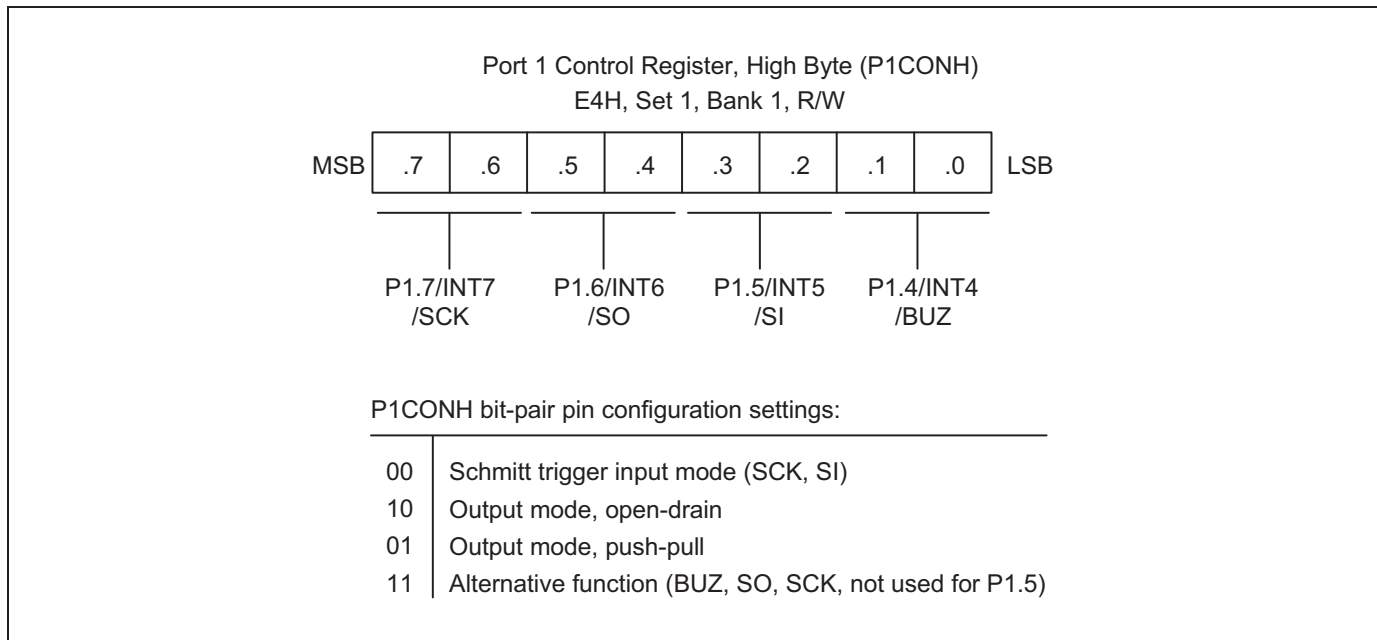 Port 1 Control Register, High Byte (P1CONH)
E4H, Set 1, Bank 1, R/W
MSB .7 .6 .5 .4 .3 .2 .1 .0 LSB
P1.7/INT7 P1.6/INT6 P1.5/INT5 P1.4/INT4
/SCK /SO /SI /BUZ
P1CONH bit-pair pin configuration settings:
00 Schmitt trigger input mode (SCK, SI)
10 Output mode, open-drain
01 Output mode, push-pull
11 Alternative function (BUZ, SO, SCK, not used for P1.5)